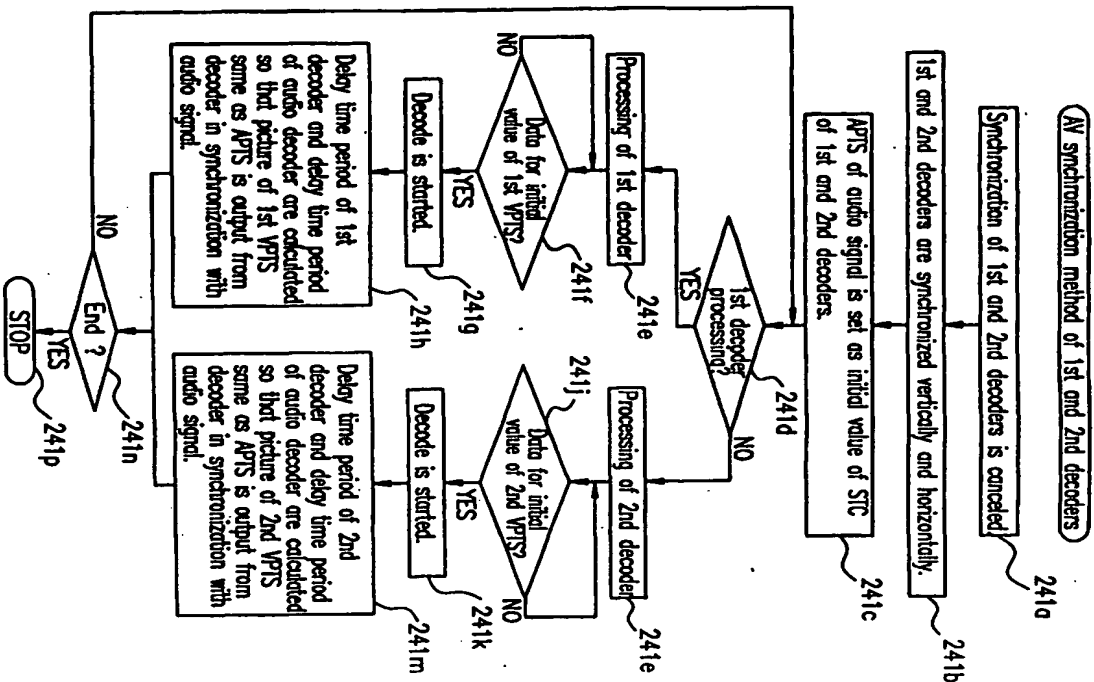 AV synchronization method of 1st and 2nd decoders
Synchronization of 1st and 2nd decoders is canceled
241a
1st and 2nd decoders are synchronized vertically and horizontally.
241b
APTS of audio signal is set as initial value of STC
of 1st and 2nd decoders.
241c
1st decoder
processing?
241d
YES
NO
Processing of 1st decoder
241e
Data for initial
value of 1st VPTS?
241f
NO
YES
Decode is started.
241g
Delay time period of 1st
decoder and delay time period
of audio decoder are calculated
so that picture of 1st VPTS
same as APTS is output from
decoder in synchronization with
audio signal.
241h
Processing of 2nd decoder
241e
Data for initial
value of 2nd VPTS?
241j
NO
YES
Decode is started.
241k
Delay time period of 2nd
decoder and delay time period
of audio decoder are calculated
so that picture of 2nd VPTS
same as APTS is output from
decoder in synchronization with
audio signal.
241m
End ?
241n
NO
YES
STOP
241p